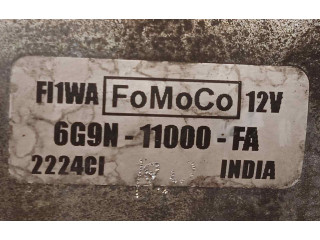 FI1WA FoMoCo 12V
6G9N - 11000 - FA
2224CI INDIA